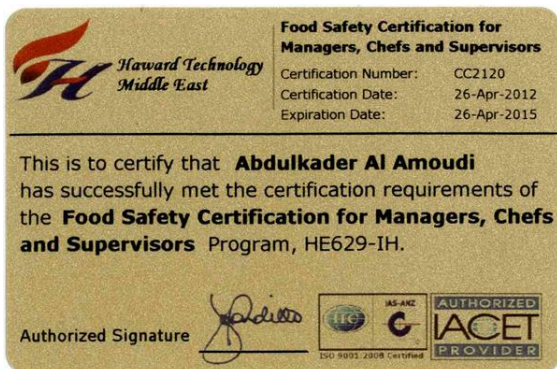 Haward Technology
Middle East
Food Safety Certification for
Managers, Chefs and Supervisors
Certification Number: CC2120
Certification Date: 26-Apr-2012
Expiration Date: 26-Apr-2015
This is to certify that Abdulkader Al Amoudi
has successfully met the certification requirements of
the Food Safety Certification for Managers, Chefs
and Supervisors Program, HE629-IH.
Authorized Signature
ITC
IAS-ANZ
ISO 9001:2008 Certified
AUTHORIZED
IACET
PROVIDER